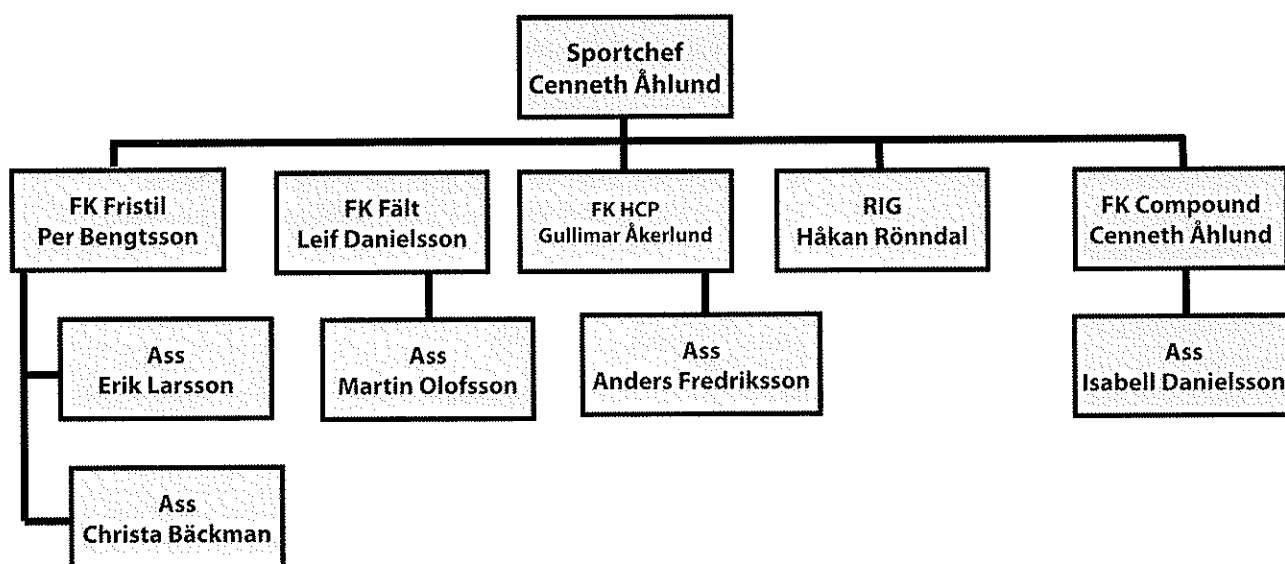 Sportchef
Cenneth Åhlund
FK Fristil
Per Bengtsson
FK Fält
Leif Danielsson
FK HCP
Gullimar Åkerlund
RIG
Håkan Rönndal
FK Compound
Cenneth Åhlund
Ass
Erik Larsson
Ass
Martin Olofsson
Ass
Anders Fredriksson
Ass
Isabell Danielsson
Ass
Christa Bäckman